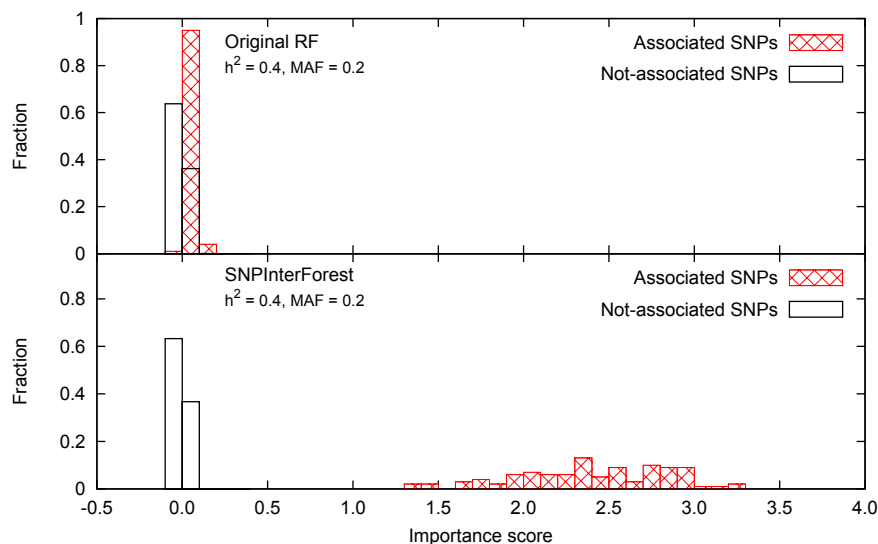 1
0.8
0.6
0.4
0.2
0
Fraction
Original RF
h² = 0.4, MAF = 0.2
Associated SNPs
Not-associated SNPs
0.8
0.6
0.4
0.2
0
Fraction
SNPInterForest
h² = 0.4, MAF = 0.2
Associated SNPs
Not-associated SNPs
-0.5 0.0 0.5 1.0 1.5 2.0 2.5 3.0 3.5 4.0
Importance score